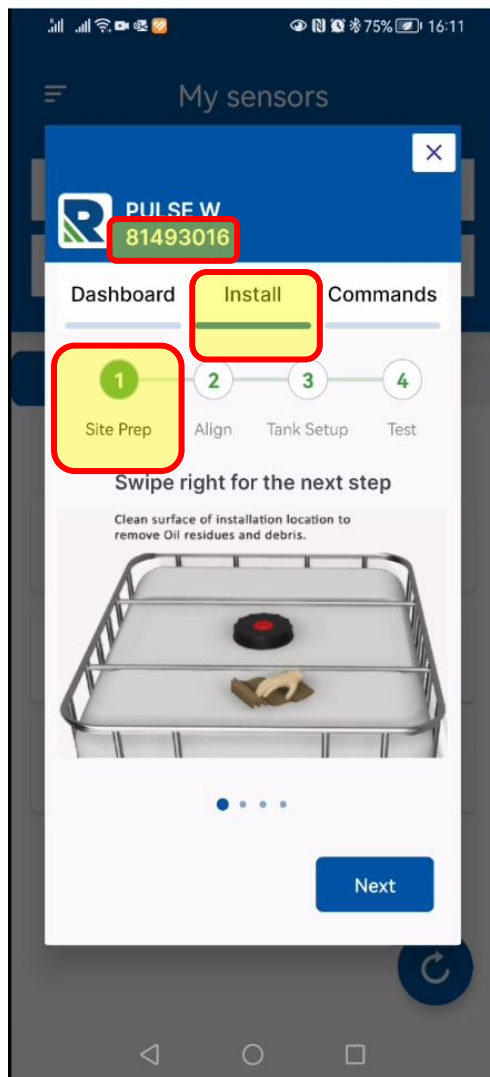 75% 16:11
My sensors
PULSE W
81493016
Dashboard Install Commands
1 2 3 4
Site Prep Align Tank Setup Test
Swipe right for the next step
Clean surface of installation location to
remove Oil residues and debris.
Next